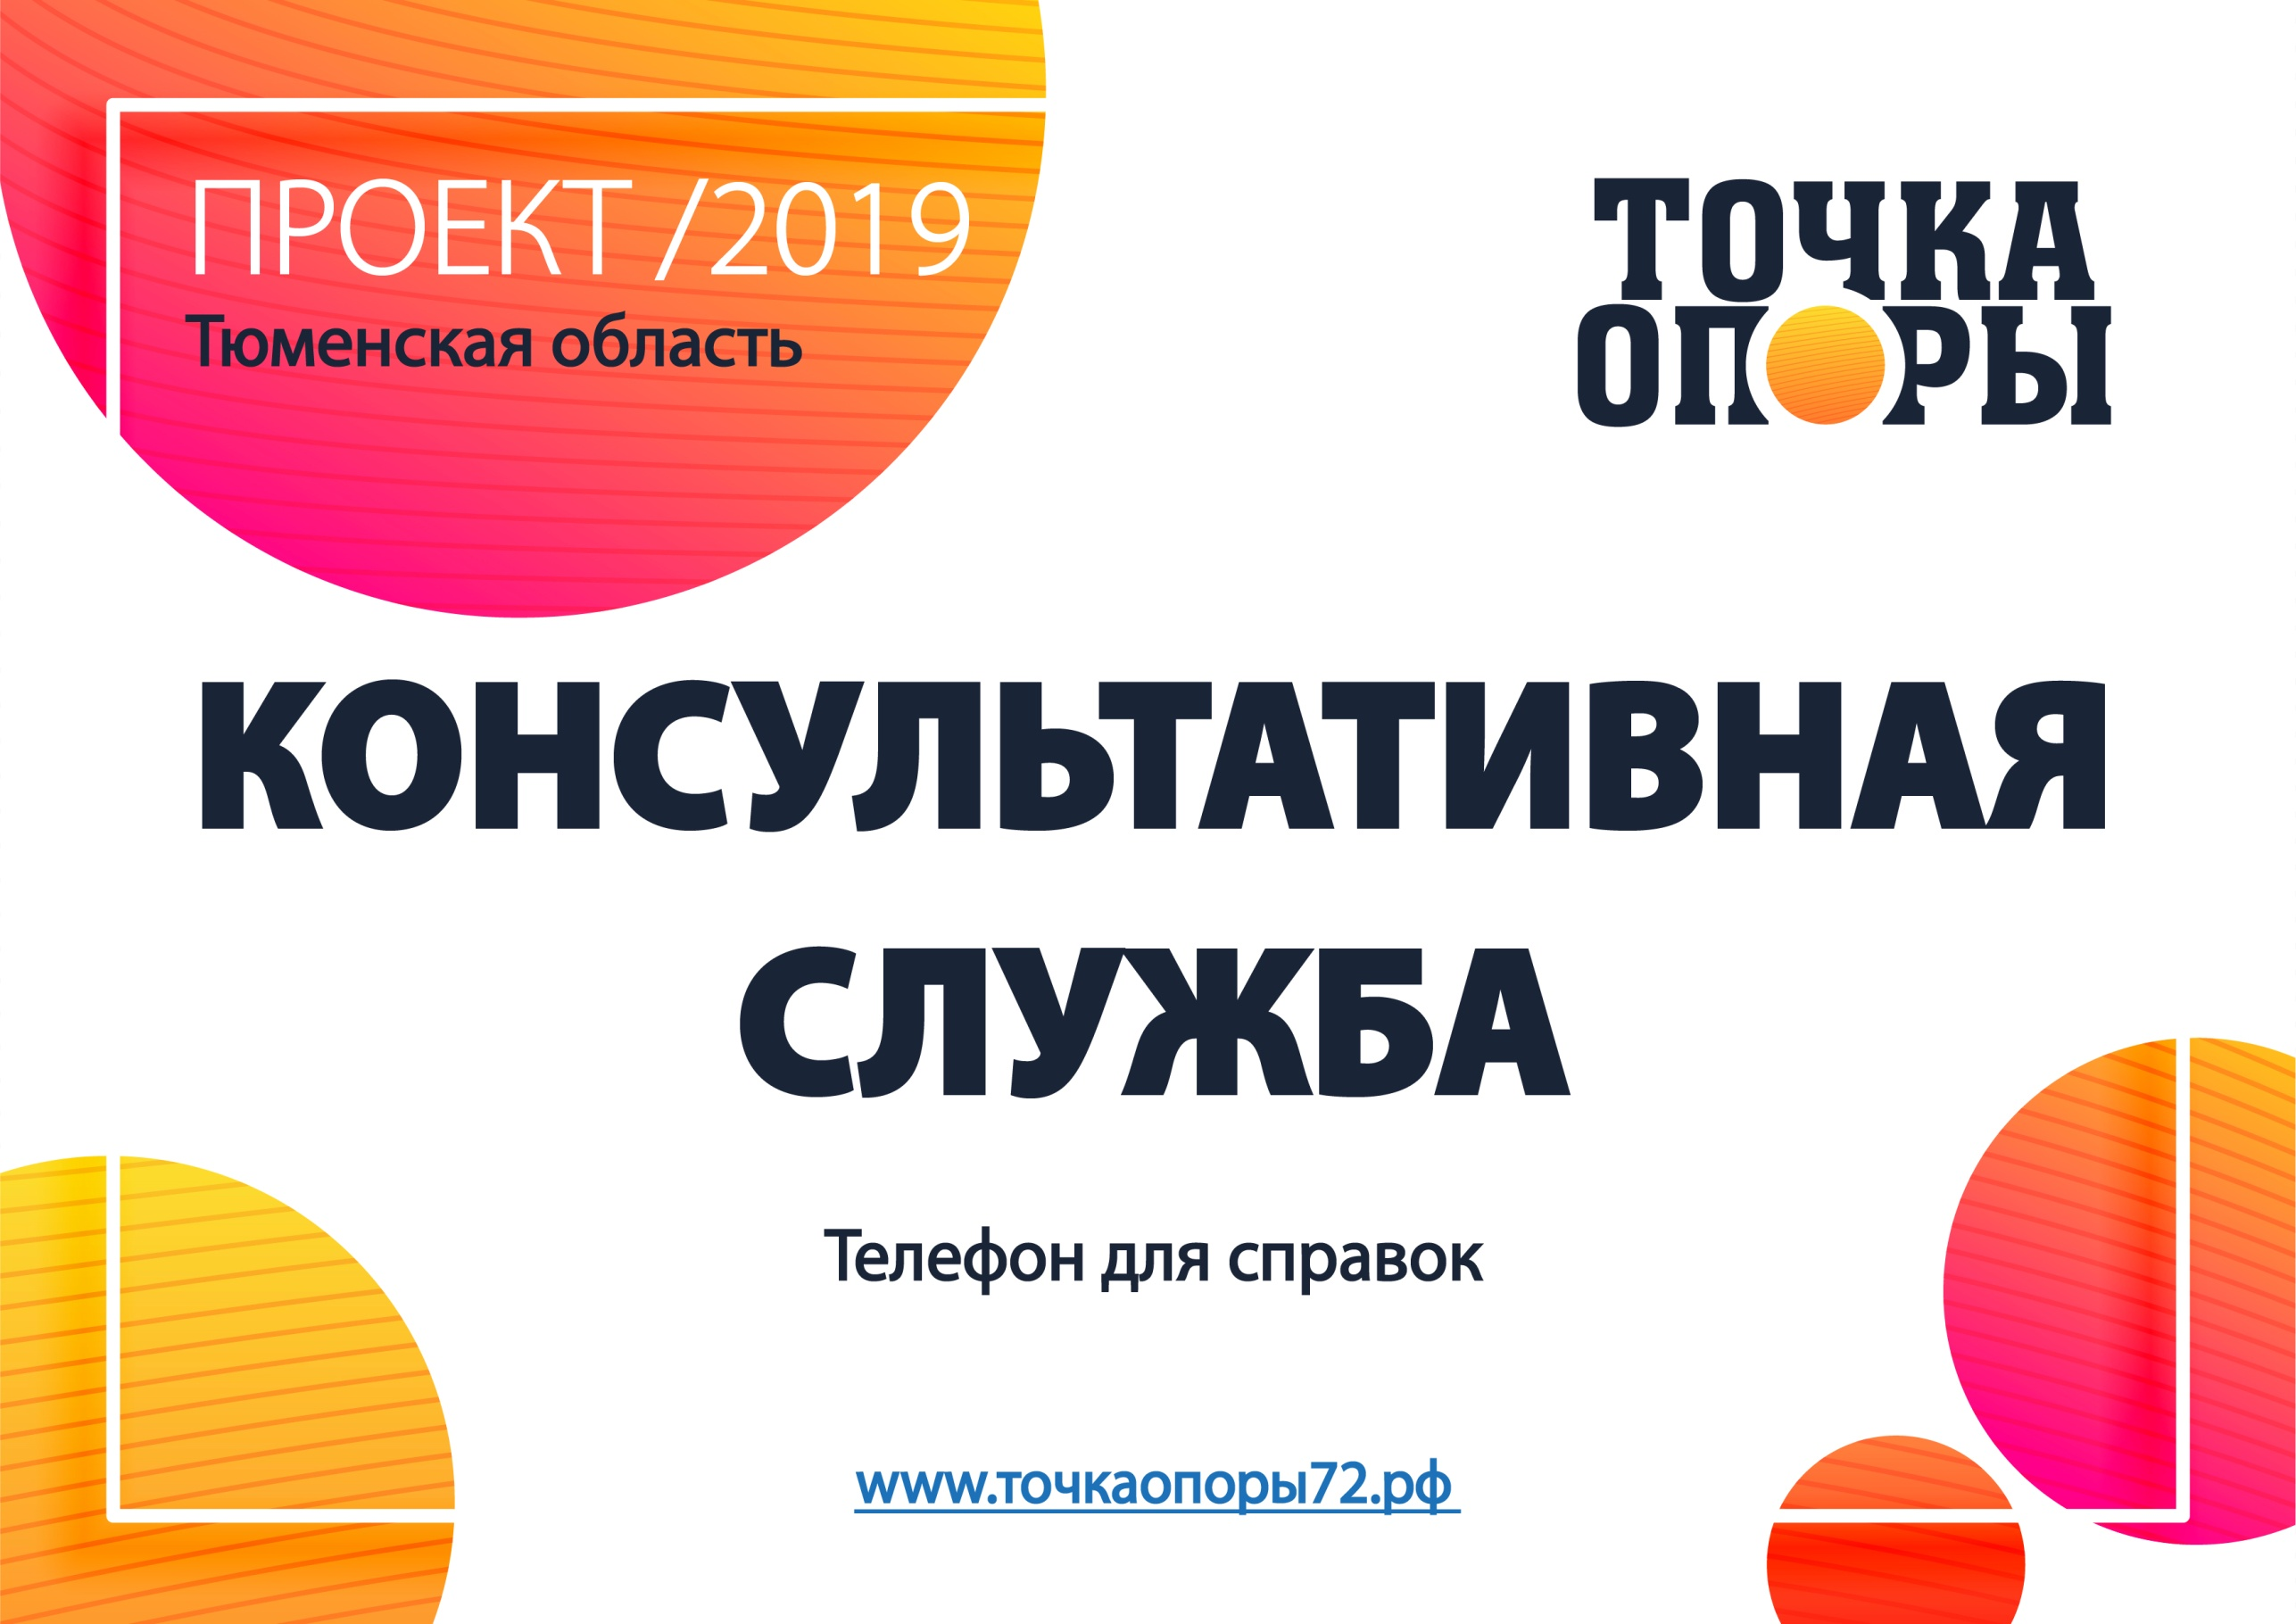 ПРОЕКТ /2019
Тюменская область
ТОЧКА
ОПОРЫ
КОНСУЛЬТАТИВНАЯ
СЛУЖБА
Телефон для справок
www.точкаопоры72.рф